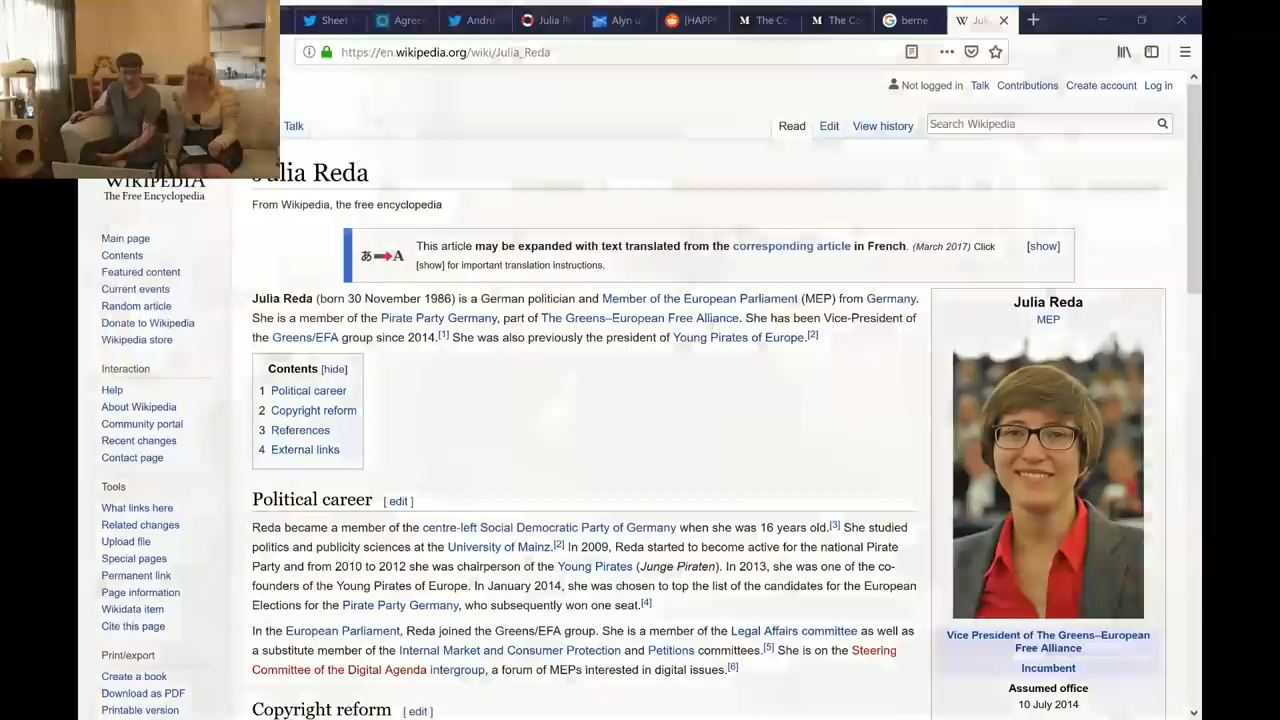 Sheet
Agree
Andro
Julia R
Alyn u
[HAPP
The Co
The Co
berne
Juli
https://en.wikipedia.org/wiki/Julia_Reda
Not logged in Talk Contributions Create account Log in
Talk
Read Edit View history Search Wikipedia
Julia Reda
WIKIPEDIA
The Free Encyclopedia
From Wikipedia, the free encyclopedia
Main page
Contents
Featured content
Current events
Random article
Donate to Wikipedia
Wikipedia store
Interaction
Help
About Wikipedia
Community portal
Recent changes
Contact page
Tools
What links here
Related changes
Upload file
Special pages
Permanent link
Page information
Wikidata item
Cite this page
Print/export
Create a book
Download as PDF
Printable version
あ A
This article may be expanded with text translated from the corresponding article in French. (March 2017) Click [show]
[show] for important translation instructions.
Julia Reda (born 30 November 1986) is a German politician and Member of the European Parliament (MEP) from Germany.
She is a member of the Pirate Party Germany, part of The Greens–European Free Alliance. She has been Vice-President of
the Greens/EFA group since 2014.[1] She was also previously the president of Young Pirates of Europe.[2]
Contents [hide]
1 Political career
2 Copyright reform
3 References
4 External links
Political career [ edit ]
Reda became a member of the centre-left Social Democratic Party of Germany when she was 16 years old.[3] She studied
politics and publicity sciences at the University of Mainz.[2] In 2009, Reda started to become active for the national Pirate
Party and from 2010 to 2012 she was chairperson of the Young Pirates (Junge Piraten). In 2013, she was one of the co-
founders of the Young Pirates of Europe. In January 2014, she was chosen to top the list of the candidates for the European
Elections for the Pirate Party Germany, who subsequently won one seat.[4]
In the European Parliament, Reda joined the Greens/EFA group. She is a member of the Legal Affairs committee as well as
a substitute member of the Internal Market and Consumer Protection and Petitions committees.[5] She is on the Steering
Committee of the Digital Agenda intergroup, a forum of MEPs interested in digital issues.[6]
Copyright reform [ edit ]
Julia Reda
MEP
Vice President of The Greens–European
Free Alliance
Incumbent
Assumed office
10 July 2014